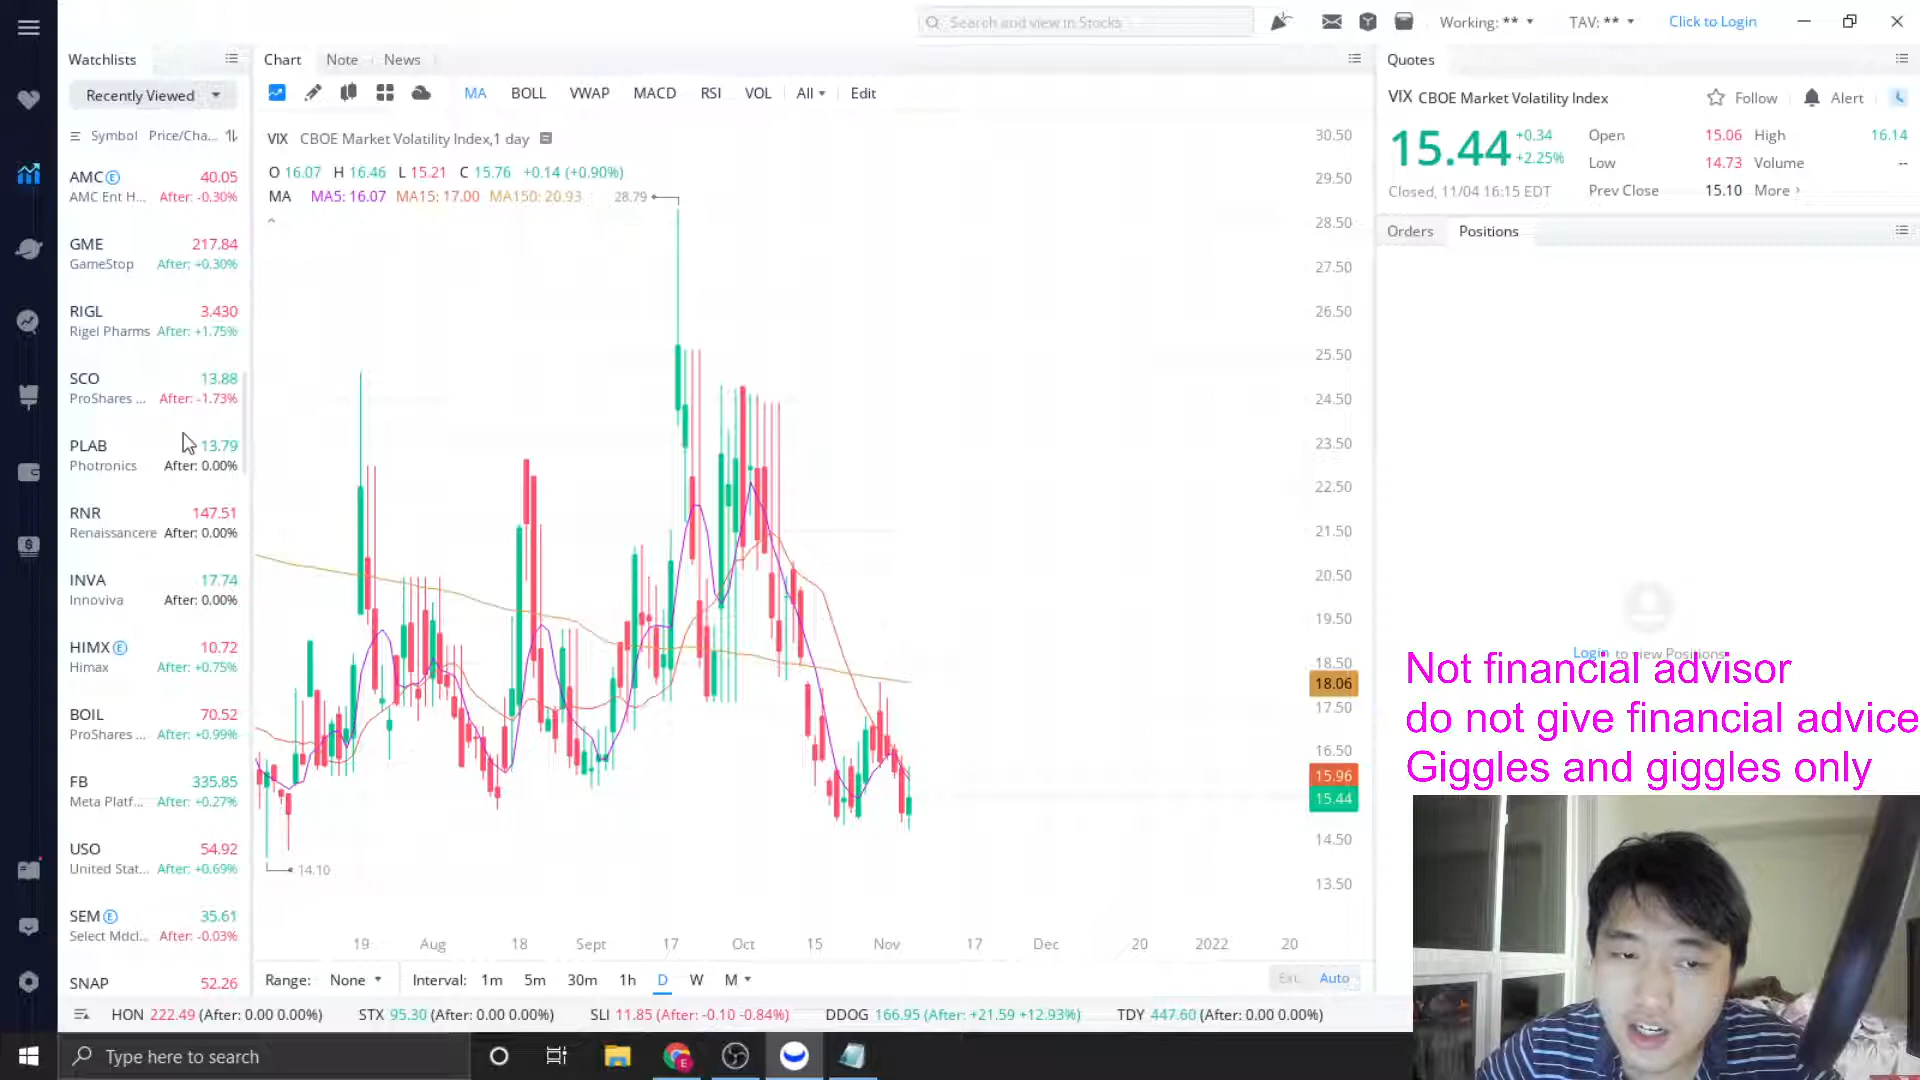 Search and view in Stocks
Working: **
TAV: **
Click to Login
Watchlists
Chart
Note
News
Quotes
Recently Viewed
MA
BOLL
VWAP
MACD
RSI
VOL
All
Edit
VIX CBOE Market Volatility Index
Follow
Alert
Symbol
Price/Cha...
VIX CBOE Market Volatility Index,1 day
15.44
+0.34
+2.25%
Open 15.06
High 16.14
Low 14.73
Volume --
Closed, 11/04 16:15 EDT
Prev Close 15.10
More
O 16.07 H 16.46 L 15.21 C 15.76 +0.14 (+0.90%)
MA MA5: 16.07 MA15: 17.00 MA150: 20.93
28.79
Orders
Positions
AMC E 40.05
AMC Ent H... After: -0.30%
GME 217.84
GameStop After: +0.30%
RIGL 3.430
Rigel Pharms After: +1.75%
SCO 13.88
ProShares ... After: -1.73%
PLAB 13.79
Photronics After: 0.00%
RNR 147.51
Renaissancere After: 0.00%
INVA 17.74
Innoviva After: 0.00%
HIMX E 10.72
Himax After: +0.75%
BOIL 70.52
ProShares ... After: +0.99%
FB 335.85
Meta Platf... After: +0.27%
USO 54.92
United Stat... After: +0.69%
SEM E 35.61
Select Mdcl... After: -0.03%
SNAP 52.26
30.50
29.50
28.50
27.50
26.50
25.50
24.50
23.50
22.50
21.50
20.50
19.50
18.50
18.06
17.50
16.50
15.96
15.44
14.50
13.50
14.10
19
Aug
18
Sept
17
Oct
15
Nov
17
Dec
20
2022
20
Login to view Positions
Not financial advisor
do not give financial advice
Giggles and giggles only
Range: None
Interval: 1m 5m 30m 1h D W M
Ext
Auto
HON 222.49 (After: 0.00 0.00%)
STX 95.30 (After: 0.00 0.00%)
SLI 11.85 (After: -0.10 -0.84%)
DDOG 166.95 (After: +21.59 +12.93%)
TDY 447.60 (After: 0.00 0.00%)
Type here to search